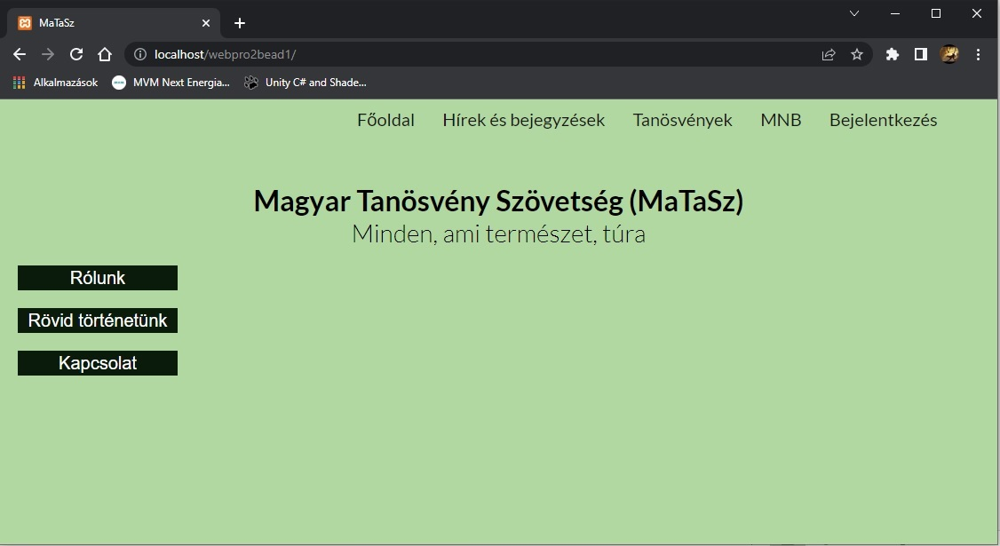 MaTaSz
localhost/webpro2bead1/
Alkalmazások MVM Next Energia... Unity C# and Shade...
Főoldal Hírek és bejegyzések Tanösvények MNB Bejelentkezés
Magyar Tanösvény Szövetség (MaTaSz)
Minden, ami természet, túra
Rólunk
Rövid történetünk
Kapcsolat